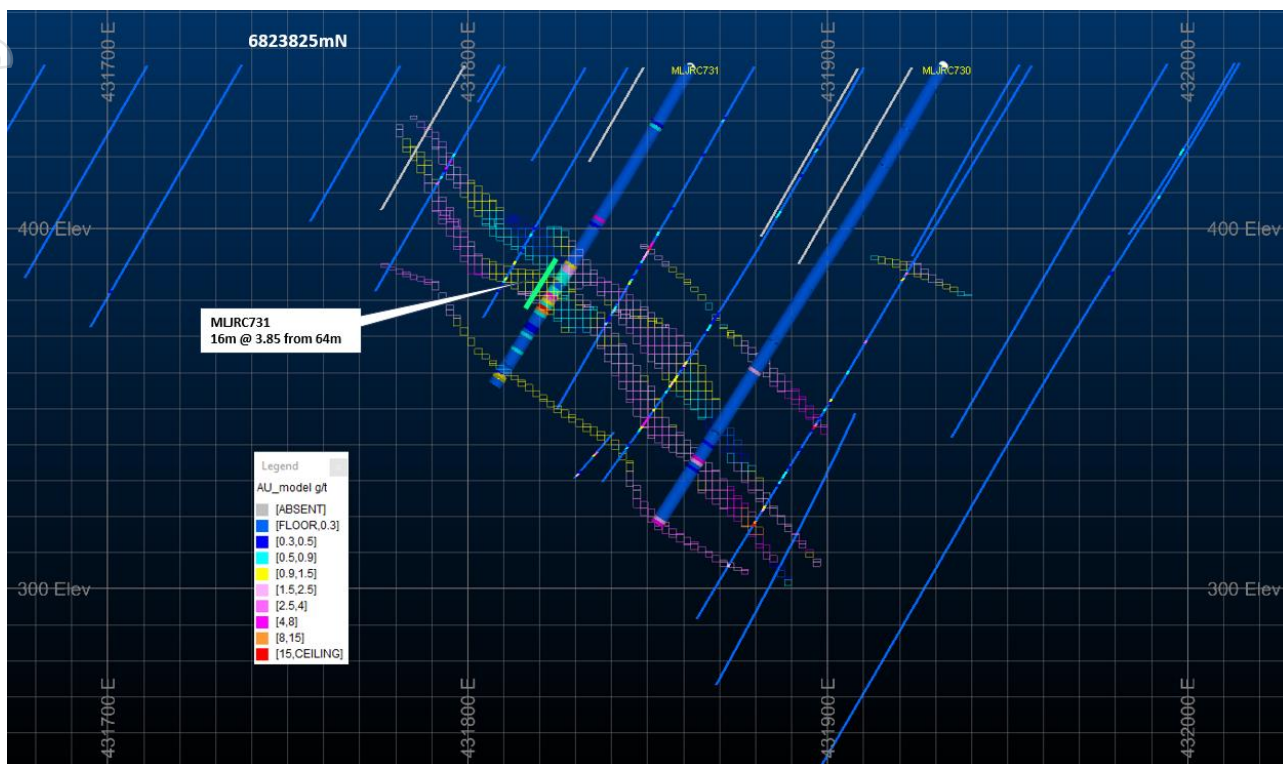 6823825mN
431700 E
431800 E
431900 E
432000 E
MLJRC731
MLJRC730
400 Elev
400 Elev
MLJRC731
16m @ 3.85 from 64m
Legend
AU_model g/t
[ABSENT]
[FLOOR,0.3]
[0.3,0.5]
[0.5,0.9]
[0.9,1.5]
[1.5,2.5]
[2.5,4]
[4,8]
[8,15]
[15,CEILING]
300 Elev
300 Elev
431700 E
431800 E
431900 E
432000 E